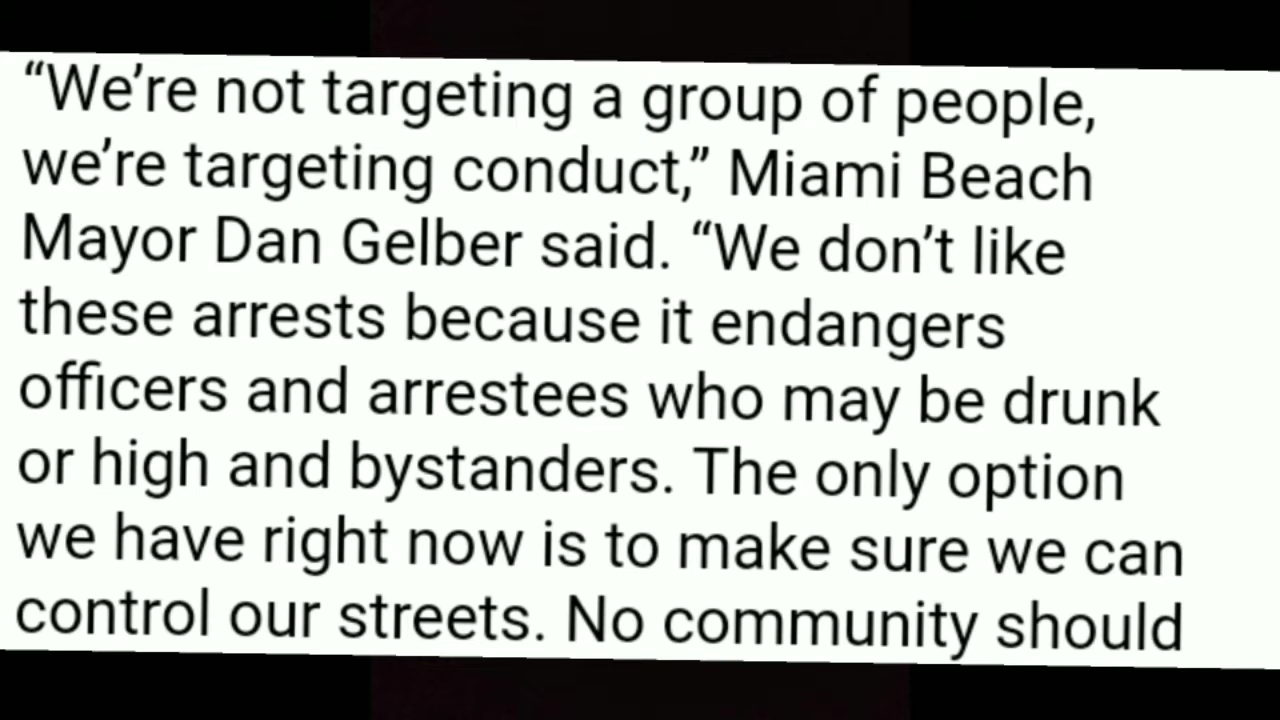 “We’re not targeting a group of people,
we’re targeting conduct,” Miami Beach
Mayor Dan Gelber said. “We don’t like
these arrests because it endangers
officers and arrestees who may be drunk
or high and bystanders. The only option
we have right now is to make sure we can
control our streets. No community should